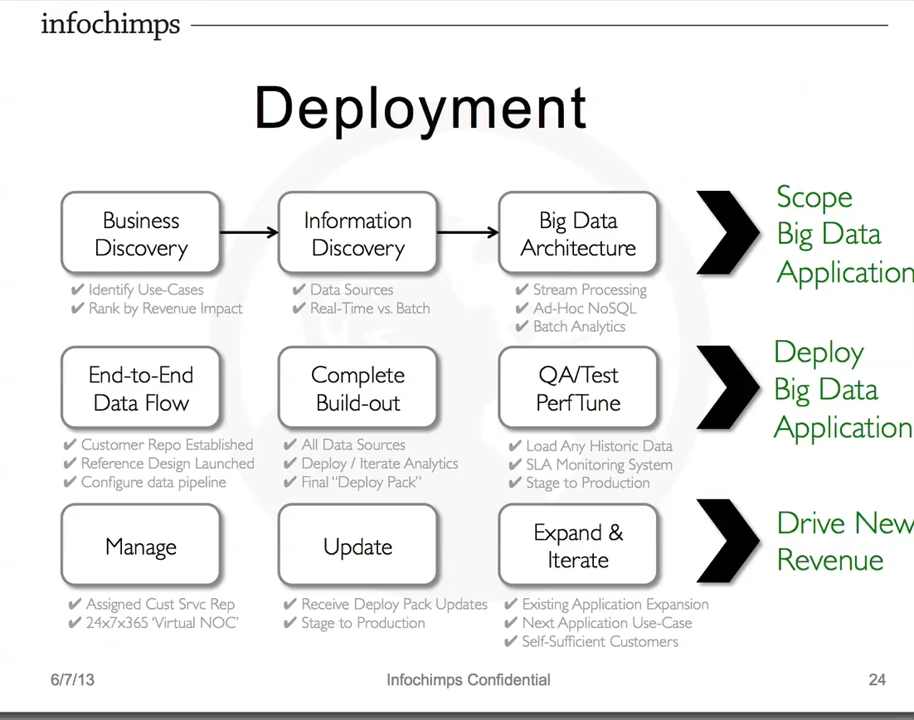 infochimps
Deployment
Business
Discovery
✔ Identify Use-Cases
✔ Rank by Revenue Impact
Information
Discovery
✔ Data Sources
✔ Real-Time vs. Batch
Big Data
Architecture
✔ Stream Processing
✔ Ad-Hoc NoSQL
✔ Batch Analytics
Scope
Big Data
Application
End-to-End
Data Flow
✔ Customer Repo Established
✔ Reference Design Launched
✔ Configure data pipeline
Complete
Build-out
✔ All Data Sources
✔ Deploy / Iterate Analytics
✔ Final “Deploy Pack”
QA/Test
Perf Tune
✔ Load Any Historic Data
✔ SLA Monitoring System
✔ Stage to Production
Deploy
Big Data
Application
Manage
✔ Assigned Cust Srvc Rep
✔ 24x7x365 ‘Virtual NOC’
Update
✔ Receive Deploy Pack Updates
✔ Stage to Production
Expand &
Iterate
✔ Existing Application Expansion
✔ Next Application Use-Case
✔ Self-Sufficient Customers
Drive New
Revenue
6/7/13
Infochimps Confidential
24